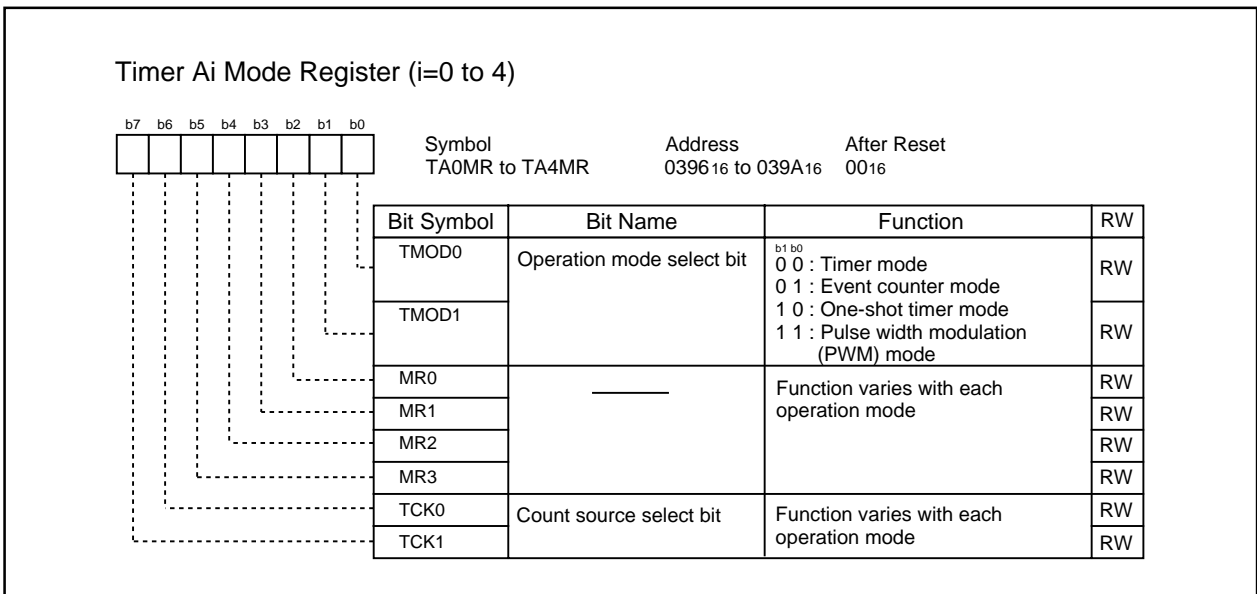 Timer Ai Mode Register (i=0 to 4)
b7 b6 b5 b4 b3 b2 b1 b0
Symbol Address After Reset
TA0MR to TA4MR 039616 to 039A16 0016
Bit Symbol Bit Name Function RW
TMOD0 Operation mode select bit b1 b0
0 0 : Timer mode RW
0 1 : Event counter mode
TMOD1 1 0 : One-shot timer mode
1 1 : Pulse width modulation RW
(PWM) mode
MR0 Function varies with each RW
MR1 operation mode RW
MR2 RW
MR3 RW
TCK0 Count source select bit Function varies with each RW
TCK1 operation mode RW